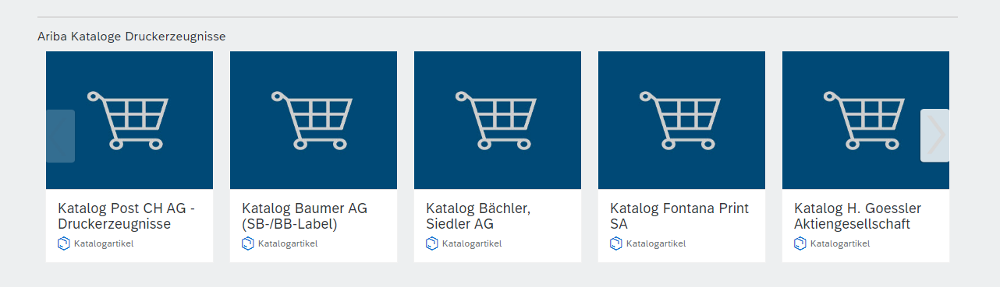 Ariba Kataloge Druckerzeugnisse
Katalog Post CH AG -
Druckerzeugnisse
Katalogartikel
Katalog Baumer AG
(SB-/BB-Label)
Katalogartikel
Katalog Bächler,
Siedler AG
Katalogartikel
Katalog Fontana Print
SA
Katalogartikel
Katalog H. Goessler
Aktiengesellschaft
Katalogartikel